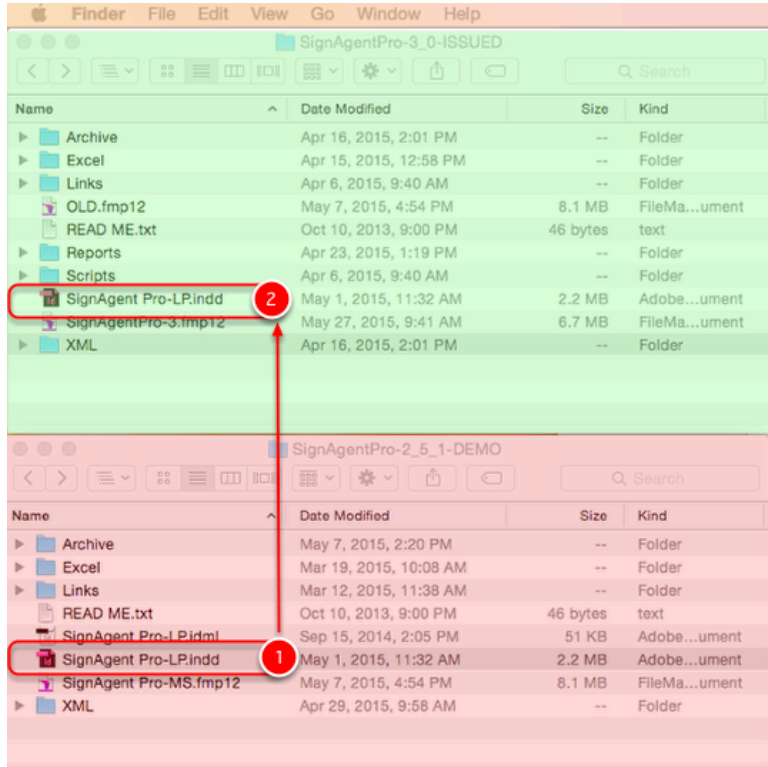 Finder File Edit View Go Window Help
SignAgentPro-3_0-ISSUED
Search
Name Date Modified Size Kind
Archive Apr 16, 2015, 2:01 PM -- Folder
Excel Apr 15, 2015, 12:58 PM -- Folder
Links Apr 6, 2015, 9:40 AM -- Folder
OLD.fmp12 May 7, 2015, 4:54 PM 8.1 MB FileMa...ument
READ ME.txt Oct 10, 2013, 9:00 PM 46 bytes text
Reports Apr 23, 2015, 1:19 PM -- Folder
Scripts Apr 6, 2015, 9:40 AM -- Folder
SignAgent Pro-LP.indd 2 May 1, 2015, 11:32 AM 2.2 MB Adobe...ument
SignAgentPro-3.fmp12 May 27, 2015, 9:41 AM 6.7 MB FileMa...ument
XML Apr 16, 2015, 2:01 PM -- Folder
SignAgentPro-2_5_1-DEMO
Search
Name Date Modified Size Kind
Archive May 7, 2015, 2:20 PM -- Folder
Excel Mar 19, 2015, 10:08 AM -- Folder
Links Mar 12, 2015, 11:38 AM -- Folder
READ ME.txt Oct 10, 2013, 9:00 PM 46 bytes text
SignAgent Pro-LP.idml Sep 15, 2014, 2:05 PM 51 KB Adobe...ument
SignAgent Pro-LP.indd 1 May 1, 2015, 11:32 AM 2.2 MB Adobe...ument
SignAgent Pro-MS.fmp12 May 7, 2015, 4:54 PM 8.1 MB FileMa...ument
XML Apr 29, 2015, 9:58 AM -- Folder